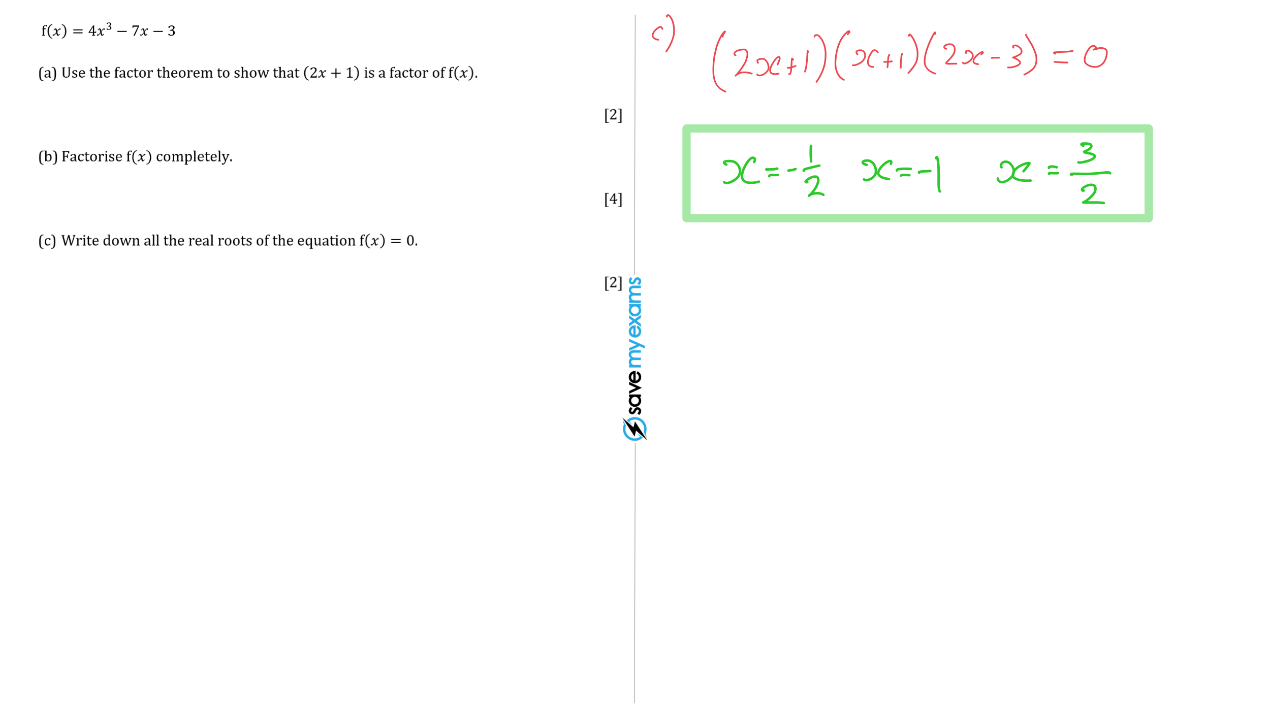 f(x) = 4x³ − 7x − 3
(a) Use the factor theorem to show that (2x + 1) is a factor of f(x).
[2]
(b) Factorise f(x) completely.
[4]
(c) Write down all the real roots of the equation f(x) = 0.
[2]
save my exams
c) (2x+1)(x+1)(2x-3) = 0
x = -1/2 x = -1 x = 3/2